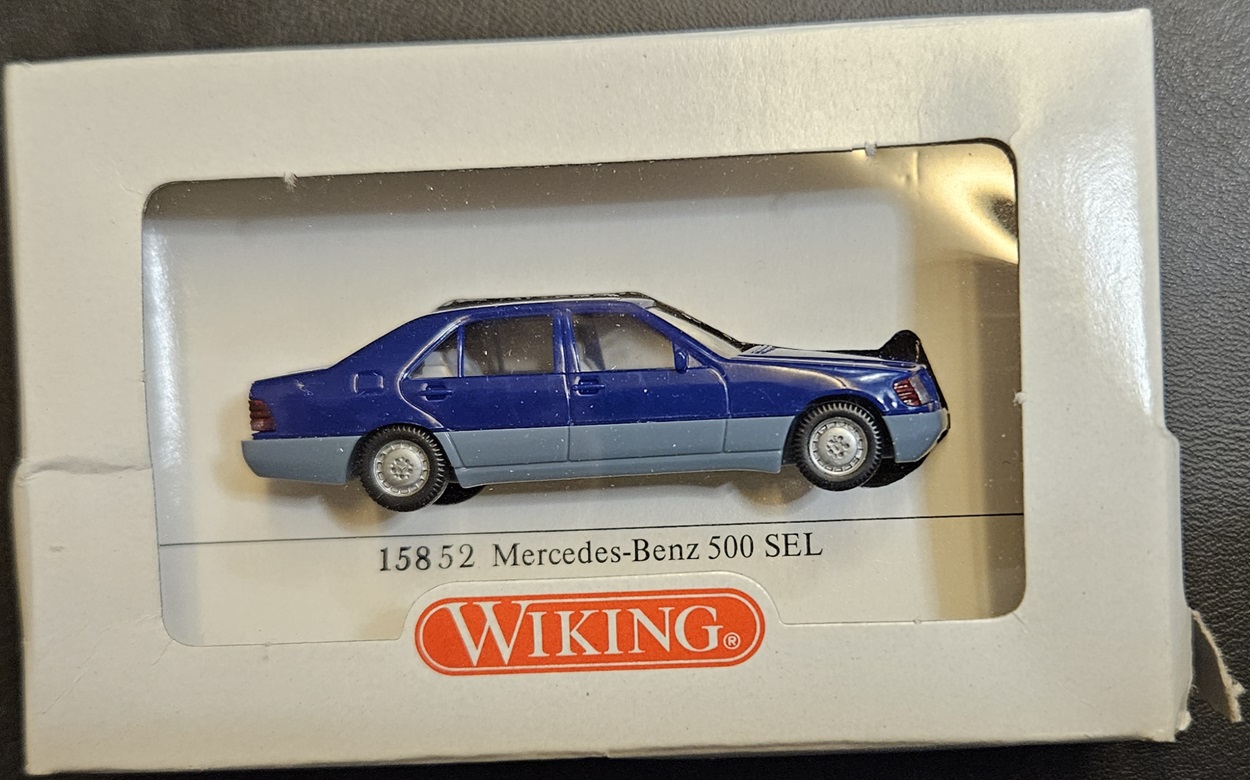 15852 Mercedes-Benz 500 SEL
WIKING®